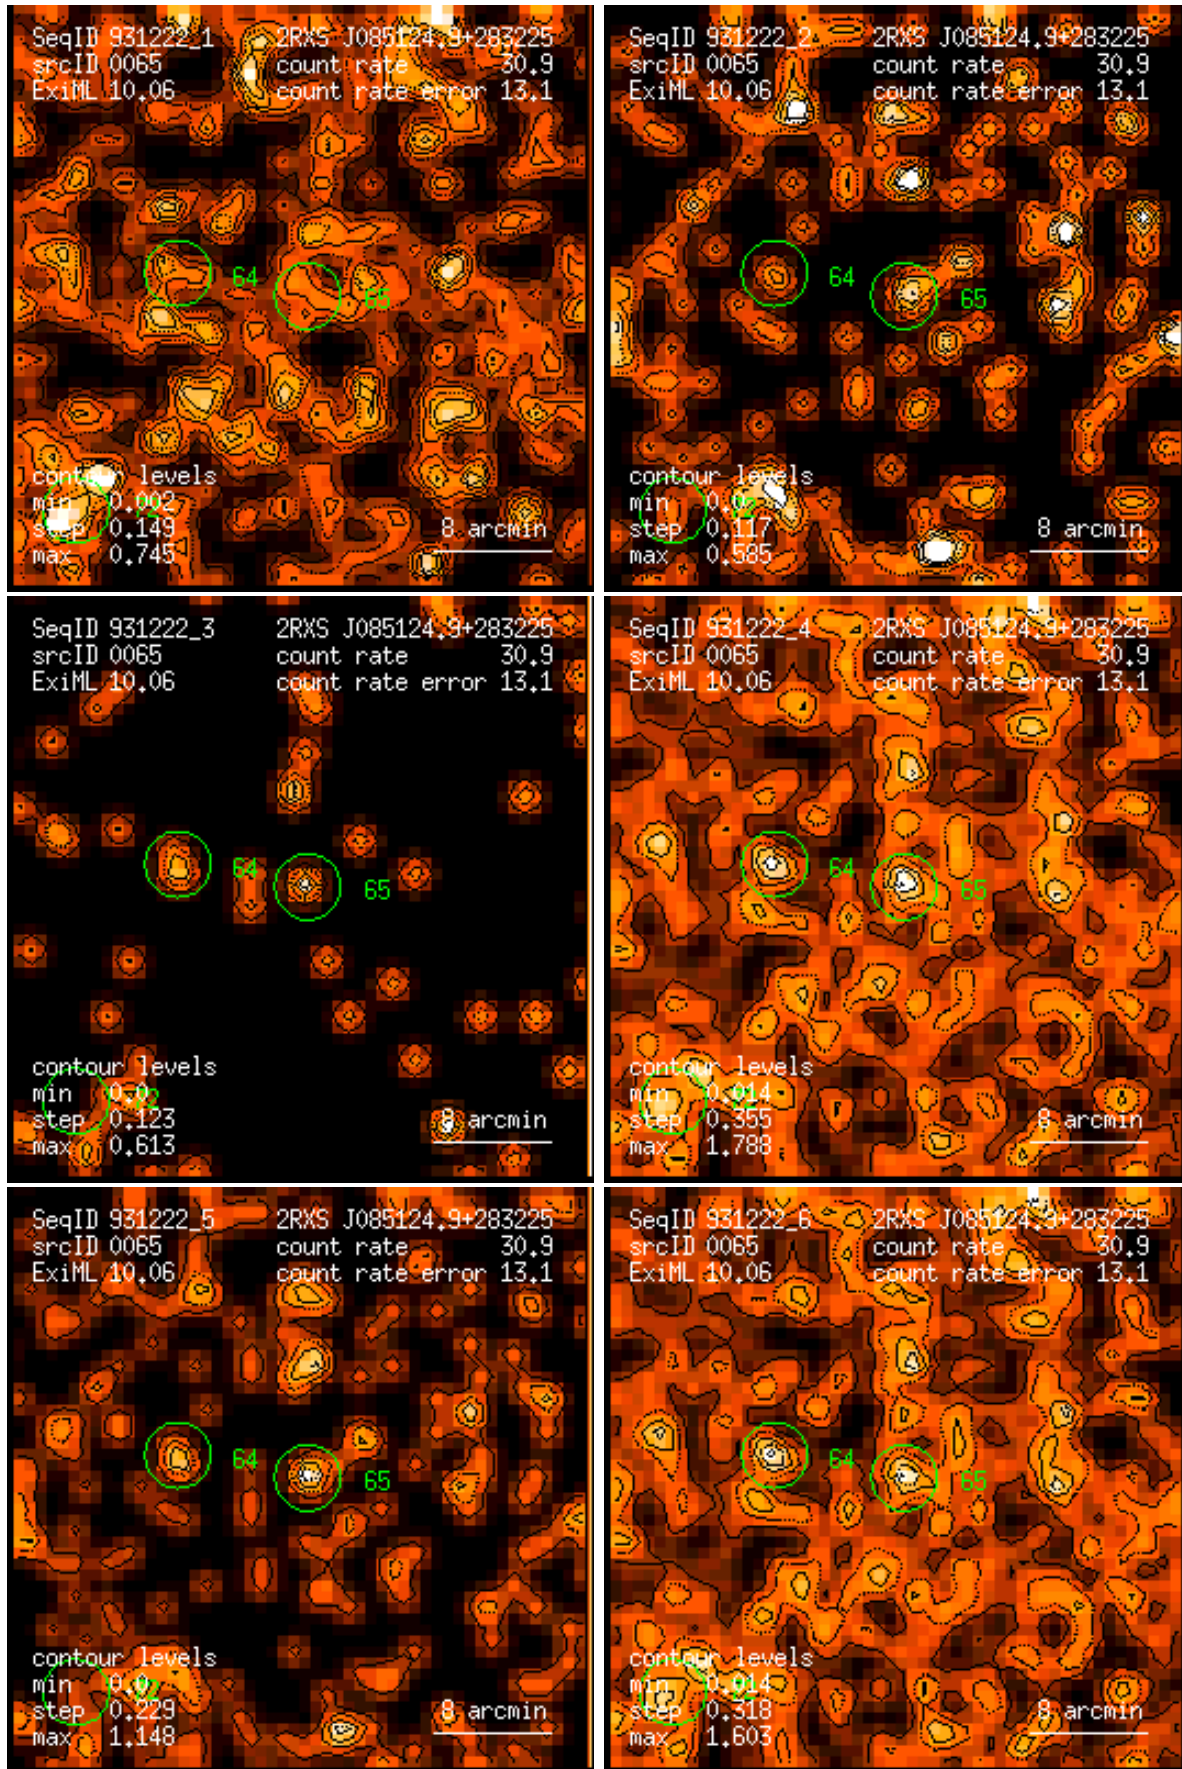 SeqID 931222_1 2RXS J085124.9+283225
srcID 0065 count rate 30.9
ExiML 10.06 count rate error 13.1
64
65
contour levels
min 0.002
step 0.149 8 arcmin
max 0.745
SeqID 931222_2 2RXS J085124.9+283225
srcID 0065 count rate 30.9
ExiML 10.06 count rate error 13.1
64
65
contour levels
min 0.0
step 0.117 8 arcmin
max 0.585
SeqID 931222_3 2RXS J085124.9+283225
srcID 0065 count rate 30.9
ExiML 10.06 count rate error 13.1
64
65
contour levels
min 0.0
step 0.123 8 arcmin
max 0.613
SeqID 931222_4 2RXS J085124.9+283225
srcID 0065 count rate 30.9
ExiML 10.06 count rate error 13.1
64
65
contour levels
min 0.014
step 0.355 8 arcmin
max 1.788
SeqID 931222_5 2RXS J085124.9+283225
srcID 0065 count rate 30.9
ExiML 10.06 count rate error 13.1
64
65
contour levels
min 0.0
step 0.229 8 arcmin
max 1.148
SeqID 931222_6 2RXS J085124.9+283225
srcID 0065 count rate 30.9
ExiML 10.06 count rate error 13.1
64
65
contour levels
min 0.014
step 0.318 8 arcmin
max 1.603